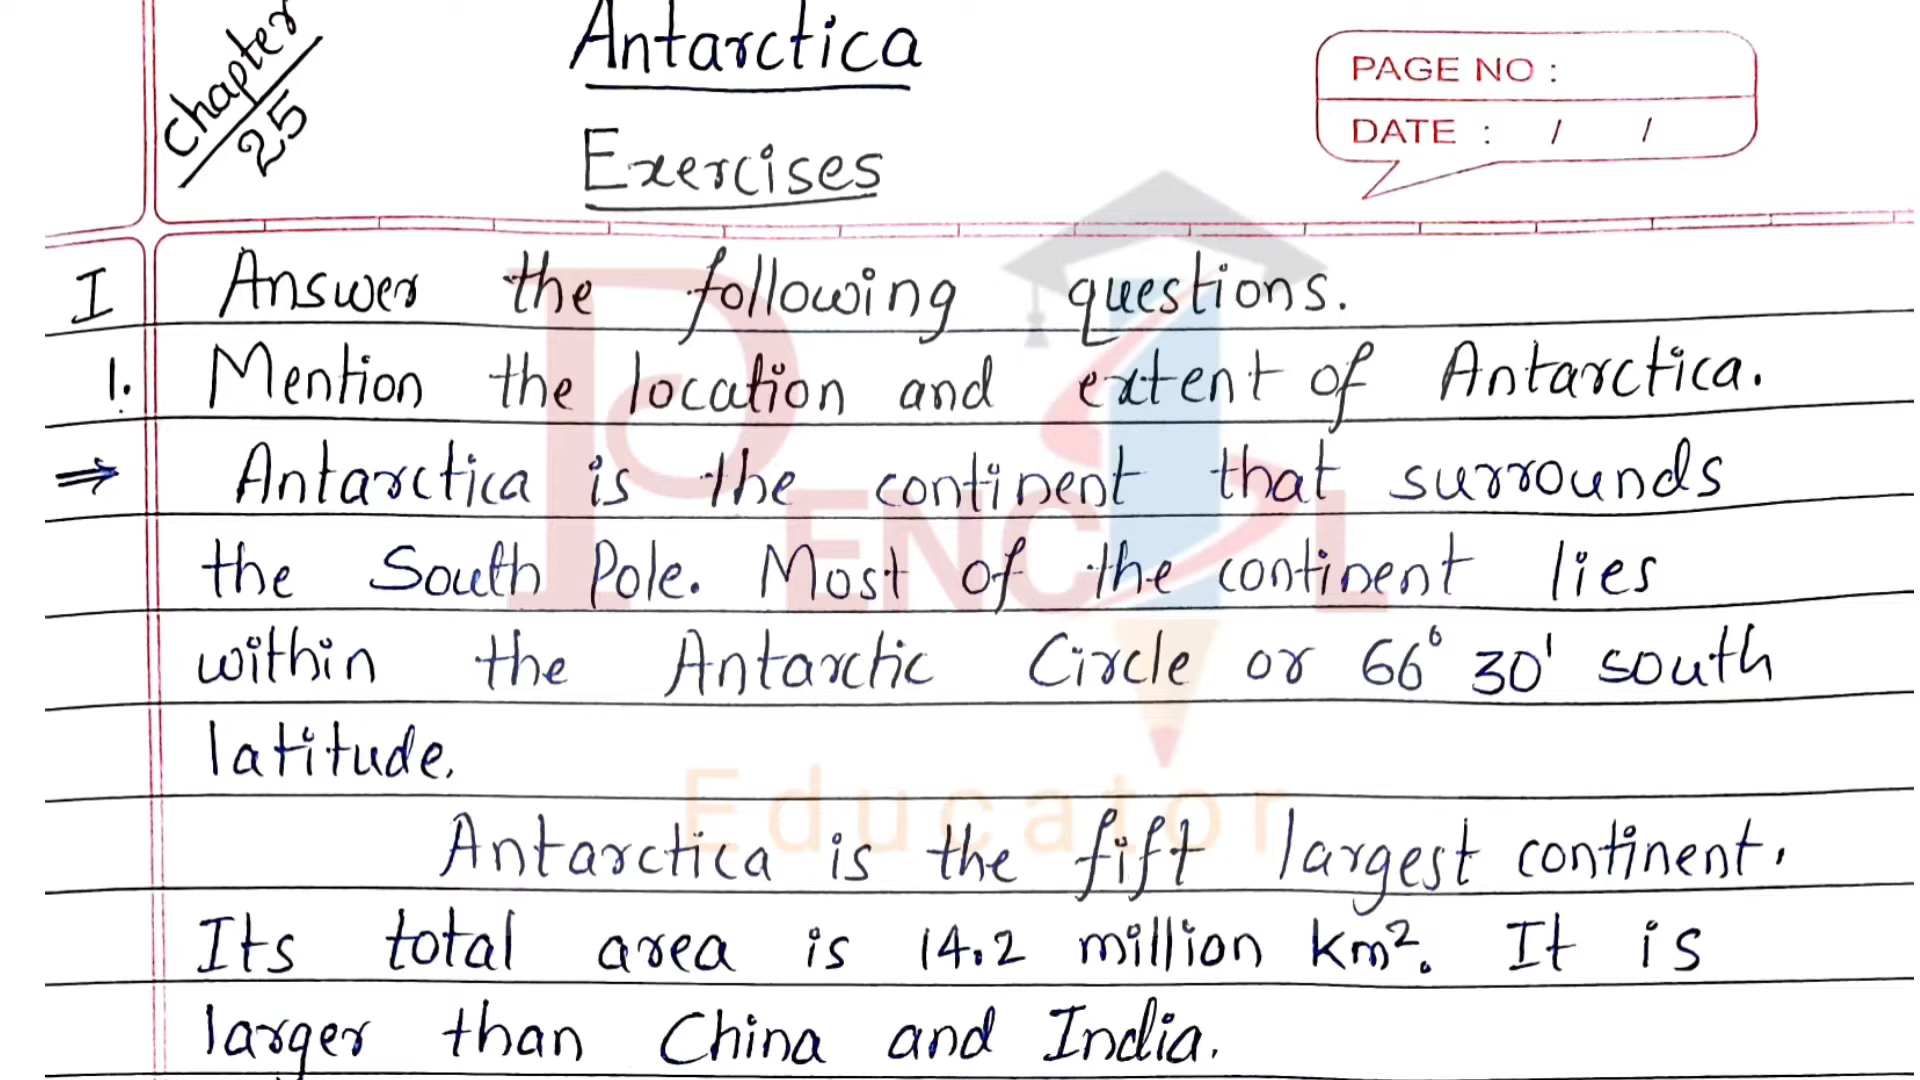 Chapter 25
Antarctica
Exercises
PAGE NO :
DATE : / /
I Answer the following questions.
1. Mention the location and extent of Antarctica.
⇒ Antarctica is the continent that surrounds
the South Pole. Most of the continent lies
within the Antarctic Circle or 66° 30' south
latitude.
Antarctica is the fift largest continent.
Its total area is 14.2 million km². It is
larger than China and India.
PENCIL
Educator